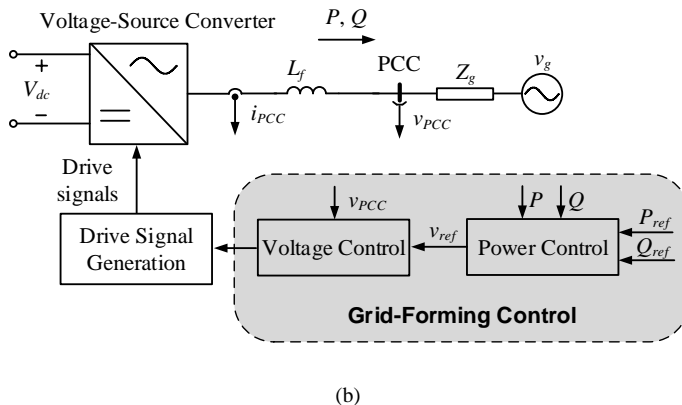 Voltage-Source Converter
P, Q
V_dc
+
−
L_f
PCC
Z_g
v_g
i_PCC
v_PCC
Drive
signals
v_PCC
P
Q
Drive Signal
Generation
Voltage Control
v_ref
Power Control
P_ref
Q_ref
Grid-Forming Control
(b)